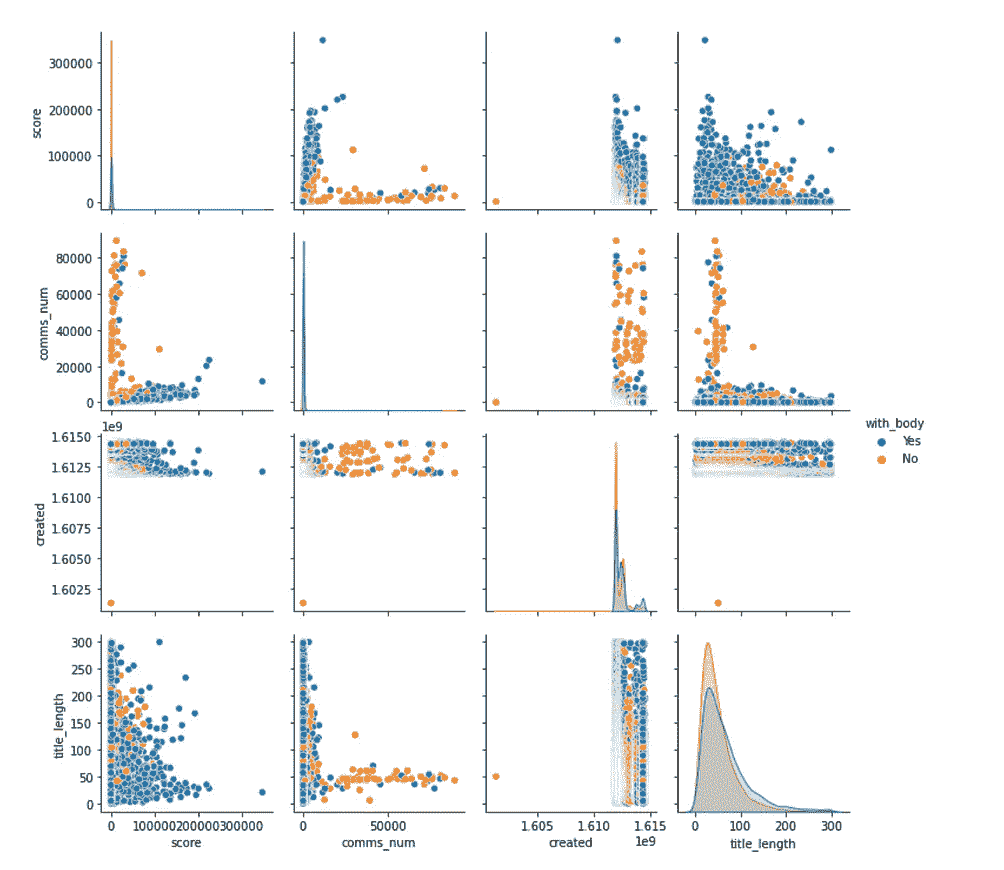 300000
200000
100000
0
score
80000
60000
40000
20000
0
comms_num
1e9
1.6150
1.6125
1.6100
1.6075
1.6050
1.6025
created
with_body
Yes
No
300
250
200
150
100
50
0
title_length
0 100000 200000 300000
score
0 50000
comms_num
1.605 1.610 1.615
1e9
created
0 100 200 300
title_length